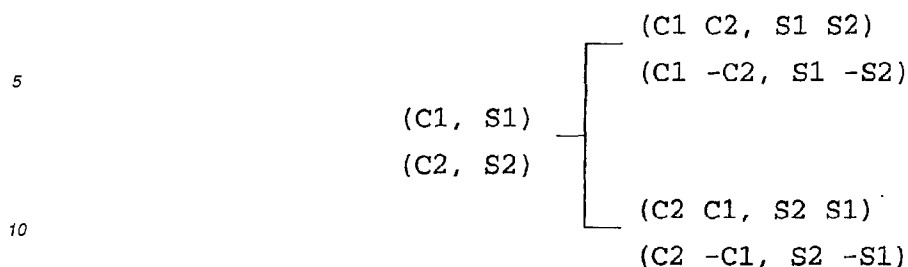 (C1 C2, S1 S2)
5
(C1 -C2, S1 -S2)
(C1, S1)
(C2, S2)
(C2 C1, S2 S1)
10
(C2 -C1, S2 -S1)